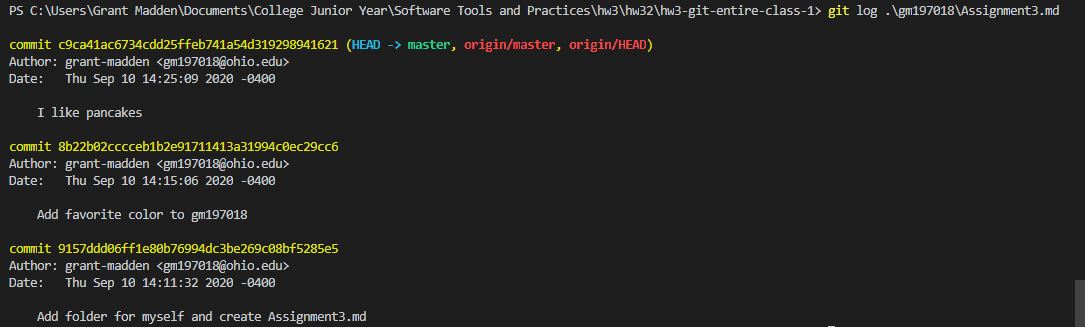 PS C:\Users\Grant Madden\Documents\College Junior Year\Software Tools and Practices\hw3\hw32\hw3-git-entire-class-1> git log .\gm197018\Assignment3.md
commit c9ca41ac6734cdd25ffeb741a54d319298941621 (HEAD -> master, origin/master, origin/HEAD)
Author: grant-madden <gm197018@ohio.edu>
Date:   Thu Sep 10 14:25:09 2020 -0400
I like pancakes
commit 8b22b02cccceb1b2e91711413a31994c0ec29cc6
Author: grant-madden <gm197018@ohio.edu>
Date:   Thu Sep 10 14:15:06 2020 -0400
Add favorite color to gm197018
commit 9157ddd06ff1e80b76994dc3be269c08bf5285e5
Author: grant-madden <gm197018@ohio.edu>
Date:   Thu Sep 10 14:11:32 2020 -0400
Add folder for myself and create Assignment3.md